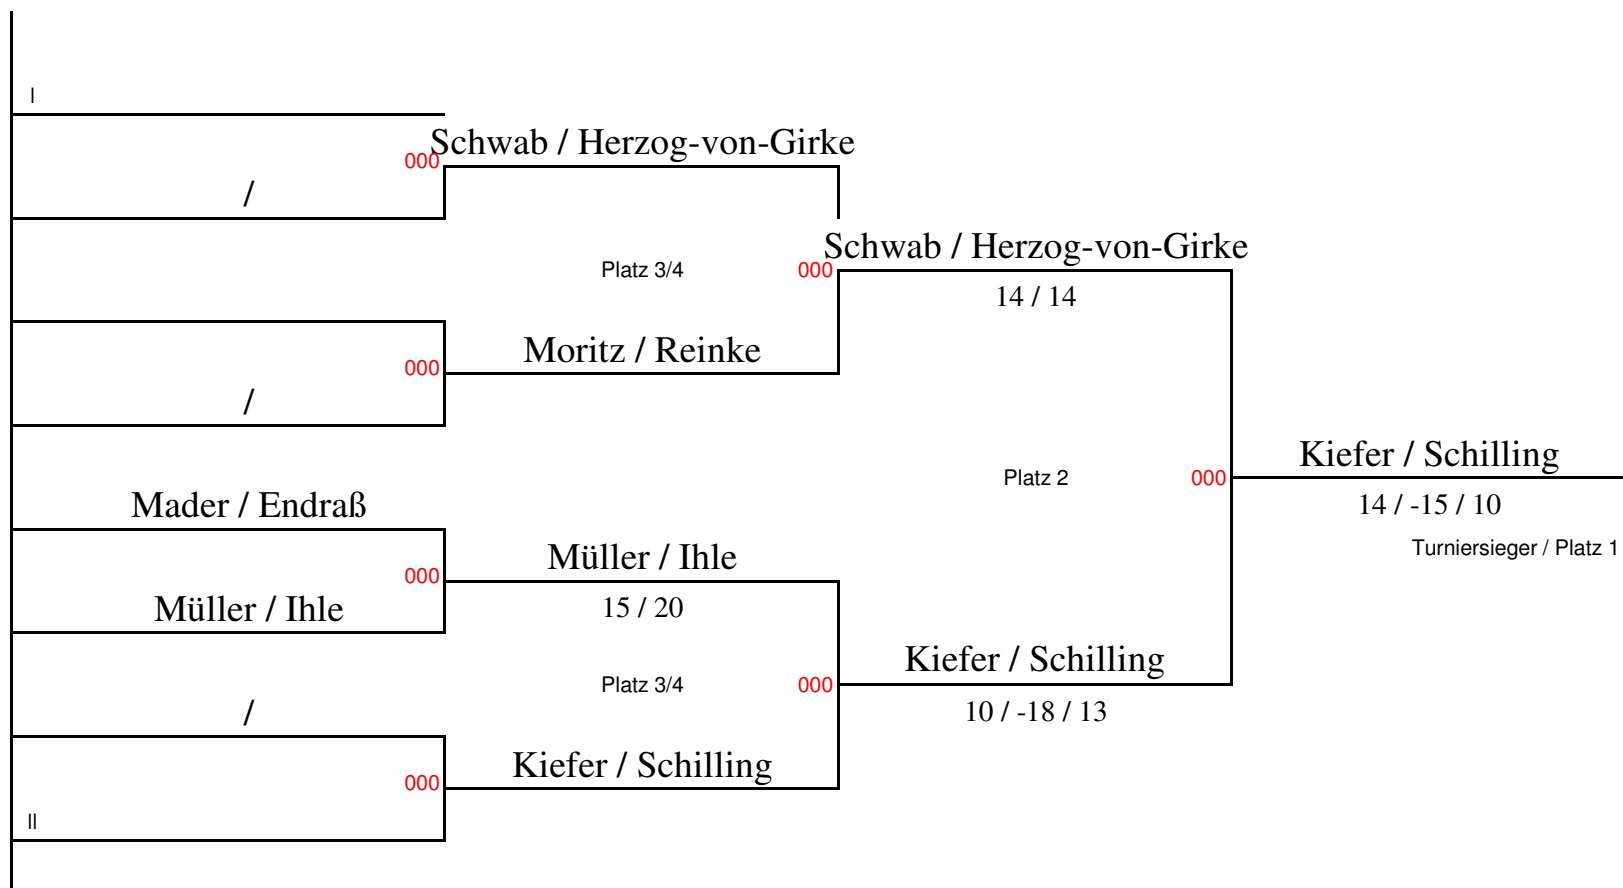 I
Schwab / Herzog-von-Girke
000
/
Schwab / Herzog-von-Girke
Platz 3/4
000
14 / 14
Moritz / Reinke
000
/
Kiefer / Schilling
Platz 2
000
Mader / Endraß
14 / -15 / 10
Turniersieger / Platz 1
Müller / Ihle
000
Müller / Ihle
15 / 20
Kiefer / Schilling
Platz 3/4
000
/
10 / -18 / 13
Kiefer / Schilling
000
II